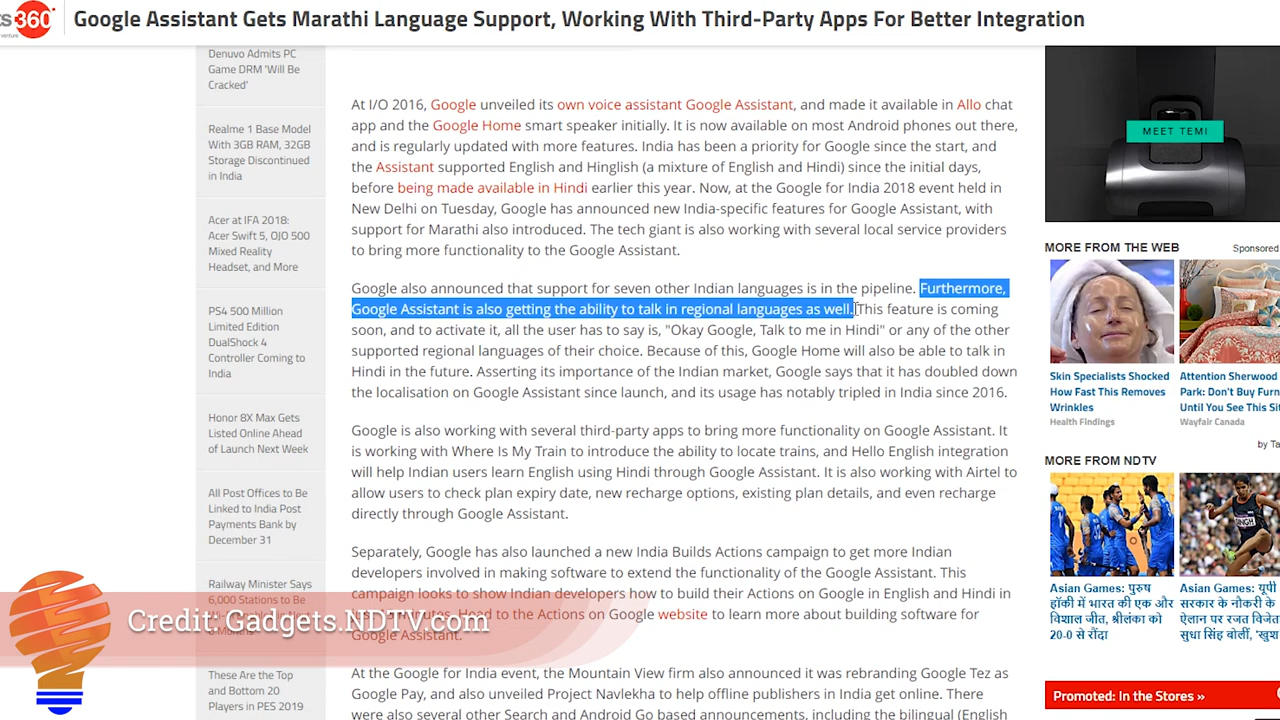 ts360°
venture
Google Assistant Gets Marathi Language Support, Working With Third-Party Apps For Better Integration
Denuvo Admits PC
Game DRM 'Will Be
Cracked'
Realme 1 Base Model
With 3GB RAM, 32GB
Storage Discontinued
in India
Acer at IFA 2018:
Acer Swift 5, OJO 500
Mixed Reality
Headset, and More
PS4 500 Million
Limited Edition
DualShock 4
Controller Coming to
India
Honor 8X Max Gets
Listed Online Ahead
of Launch Next Week
All Post Offices to Be
Linked to India Post
Payments Bank by
December 31
Railway Minister Says
6,000 Stations to Be
These Are the Top
and Bottom 20
Players in PES 2019
At I/O 2016, Google unveiled its own voice assistant Google Assistant, and made it available in Allo chat
app and the Google Home smart speaker initially. It is now available on most Android phones out there,
and is regularly updated with more features. India has been a priority for Google since the start, and
the Assistant supported English and Hinglish (a mixture of English and Hindi) since the initial days,
before being made available in Hindi earlier this year. Now, at the Google for India 2018 event held in
New Delhi on Tuesday, Google has announced new India-specific features for Google Assistant, with
support for Marathi also introduced. The tech giant is also working with several local service providers
to bring more functionality to the Google Assistant.
Google also announced that support for seven other Indian languages is in the pipeline. Furthermore,
Google Assistant is also getting the ability to talk in regional languages as well. This feature is coming
soon, and to activate it, all the user has to say is, "Okay Google, Talk to me in Hindi" or any of the other
supported regional languages of their choice. Because of this, Google Home will also be able to talk in
Hindi in the future. Asserting its importance of the Indian market, Google says that it has doubled down
the localisation on Google Assistant since launch, and its usage has notably tripled in India since 2016.
Google is also working with several third-party apps to bring more functionality on Google Assistant. It
is working with Where Is My Train to introduce the ability to locate trains, and Hello English integration
will help Indian users learn English using Hindi through Google Assistant. It is also working with Airtel to
allow users to check plan expiry date, new recharge options, existing plan details, and even recharge
directly through Google Assistant.
Separately, Google has also launched a new India Builds Actions campaign to get more Indian
developers involved in making software to extend the functionality of the Google Assistant. This
to show Indian developers how to build their Actions on Google in English and Hindi in
to the Actions on Google website to learn more about building software for
Google Assistant.
At the Google for India event, the Mountain View firm also announced it was rebranding Google Tez as
Google Pay, and also unveiled Project Navlekha to help offline publishers in India get online. There
were also several other Search and Android Go based announcements, including the bilingual (English
Credit: Gadgets.NDTV.com
MEET TEMI
MORE FROM THE WEB
Sponsored
Skin Specialists Shocked
How Fast This Removes
Wrinkles
Health Findings
Attention Sherwood
Park: Don't Buy Furn
Until You See This Si
Wayfair Canada
by Ta
MORE FROM NDTV
SINGH
Asian Games: पुरुष
हॉकी में भारत की एक और
विशाल जीत, श्रीलंका को
20-0 से रौंदा
Asian Games: यूपी
सरकार के नौकरी के
ऐलान पर रजत विजेत
सुधा सिंह बोलीं, 'खुश
Promoted: In the Stores »